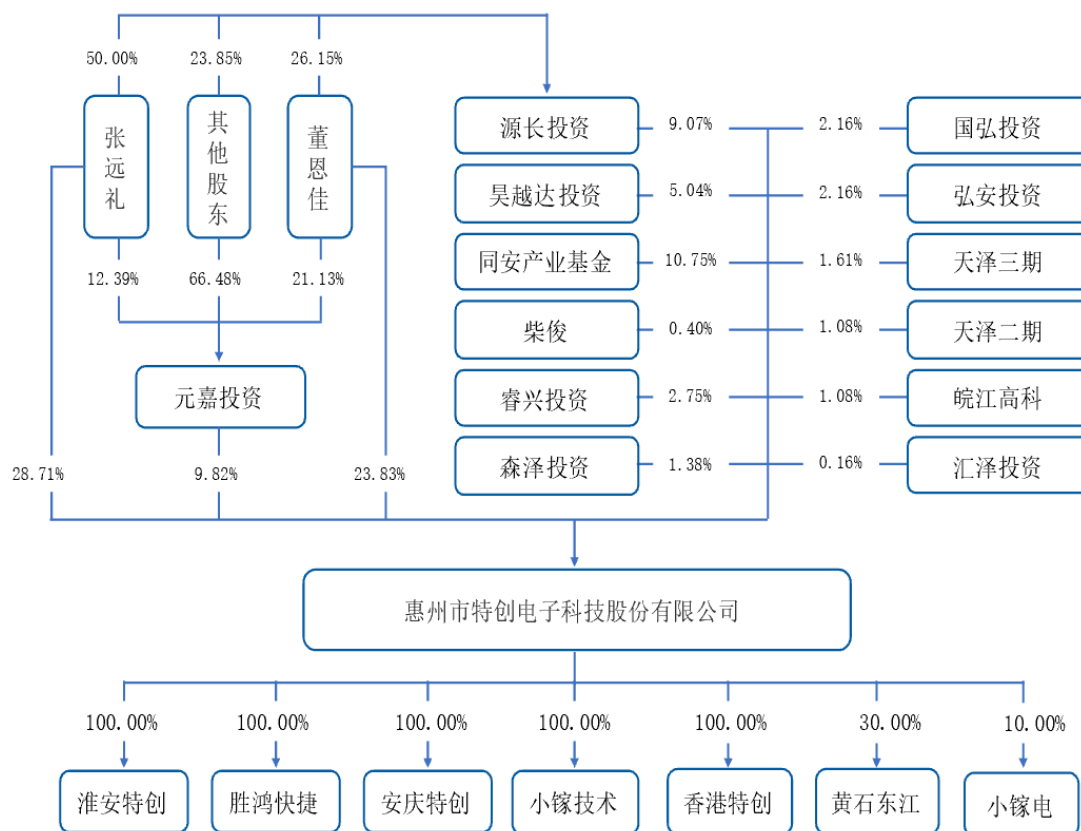 50.00% 23.85% 26.15%
张远礼
其他股东
董恩佳
源长投资 9.07% 2.16% 国弘投资
昊越达投资 5.04% 2.16% 弘安投资
同安产业基金 10.75% 1.61% 天泽三期
12.39% 66.48% 21.13%
柴俊 0.40% 1.08% 天泽二期
元嘉投资
睿兴投资 2.75% 1.08% 皖江高科
森泽投资 1.38% 0.16% 汇泽投资
28.71% 9.82% 23.83%
惠州市特创电子科技股份有限公司
100.00% 100.00% 100.00% 100.00% 100.00% 30.00% 10.00%
淮安特创 胜鸿快捷 安庆特创 小镓技术 香港特创 黄石东江 小镓电